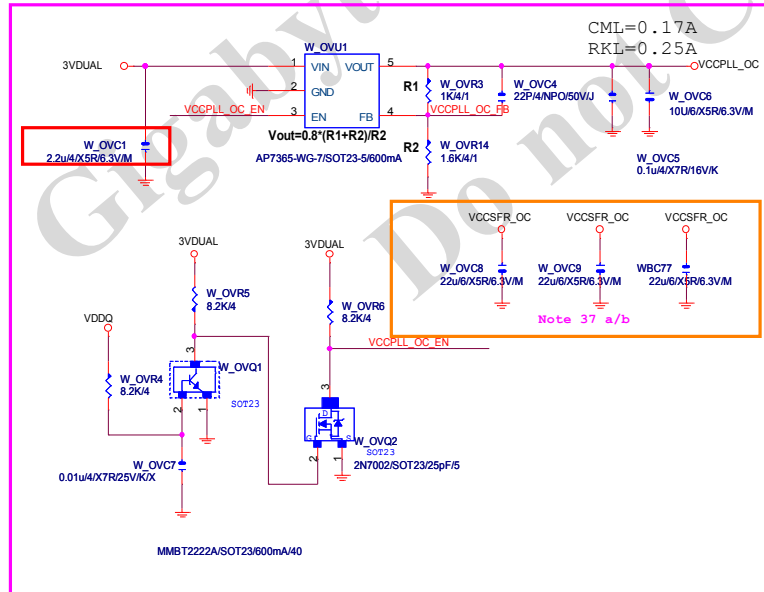 CML=0.17A
RKL=0.25A
W_OVU1
3VDUAL
1
VIN
VOUT
5
VCCPLL_OC
2
GND
R1
W_OVR3
1K/4/1
W_OVC4
22P/4/NPO/50V/J
W_OVC6
10U/6/X5R/6.3V/M
VCCPLL_OC_EN
3
EN
FB
4
VCCPLL_OC_FB
Vout=0.8*(R1+R2)/R2
W_OVC1
2.2u/4/X5R/6.3V/M
AP7365-WG-7/SOT23-5/600mA
R2
W_OVR14
1.6K/4/1
W_OVC5
0.1u/4/X7R/16V/K
VCCSFR_OC
VCCSFR_OC
VCCSFR_OC
W_OVC8
22u/6/X5R/6.3V/M
W_OVC9
22u/6/X5R/6.3V/M
WBC77
22u/6/X5R/6.3V/M
Note 37 a/b
3VDUAL
3VDUAL
W_OVR5
8.2K/4
W_OVR6
8.2K/4
VDDQ
VCCPLL_OC_EN
3
W_OVQ1
W_OVR4
8.2K/4
SOT23
2
1
3
D
G
S
W_OVQ2
SOT23
2N7002/SOT23/25pF/5
2
1
W_OVC7
0.01u/4/X7R/25V/K/X
MMBT2222A/SOT23/600mA/40
Gigabyt
Do not C